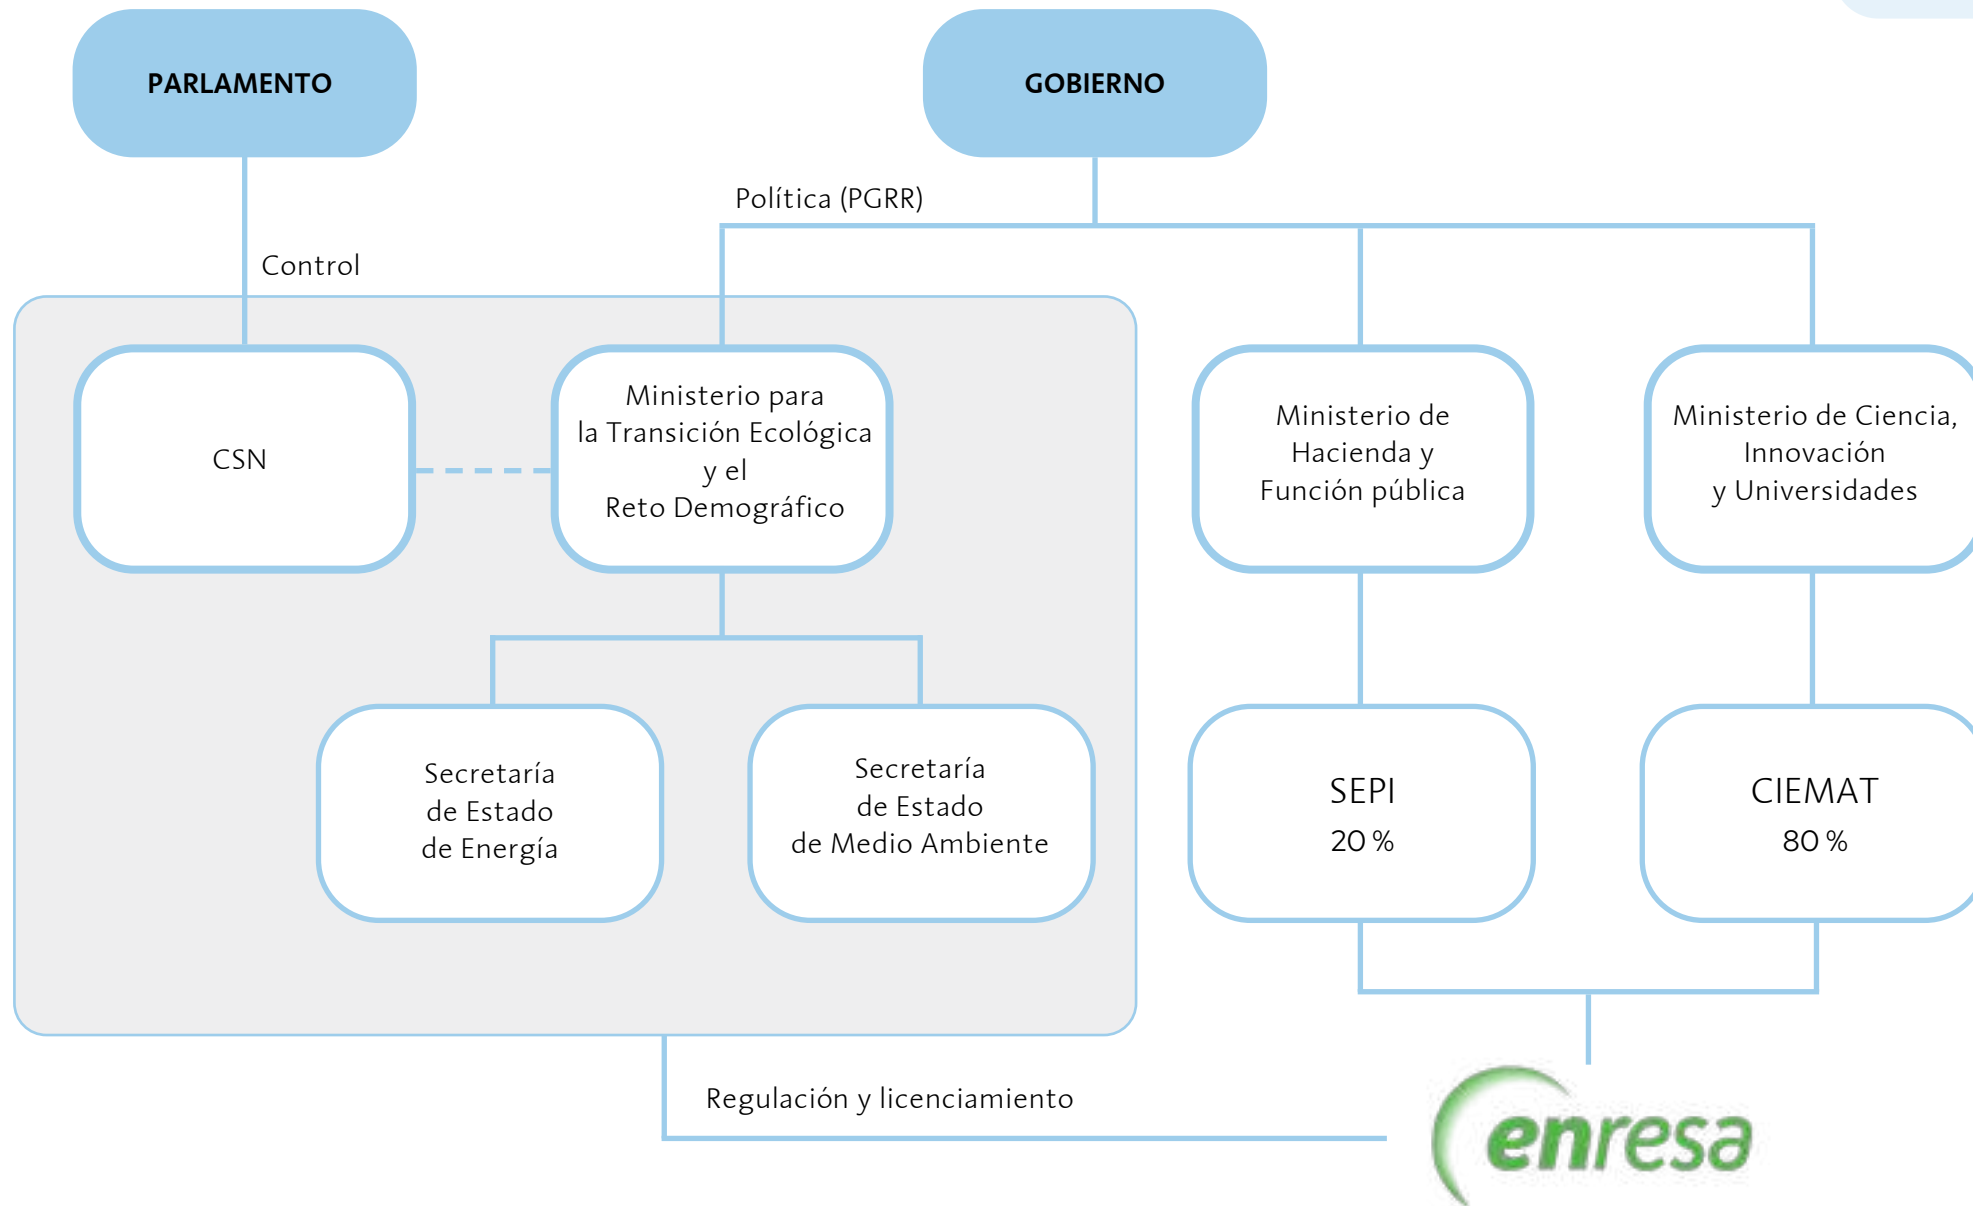 PARLAMENTO
GOBIERNO
Política (PGRR)
Control
CSN
Ministerio para
la Transición Ecológica
y el
Reto Demográfico
Ministerio de
Hacienda y
Función pública
Ministerio de Ciencia,
Innovación
y Universidades
Secretaría
de Estado
de Energía
Secretaría
de Estado
de Medio Ambiente
SEPI
20 %
CIEMAT
80 %
Regulación y licenciamiento
enresa